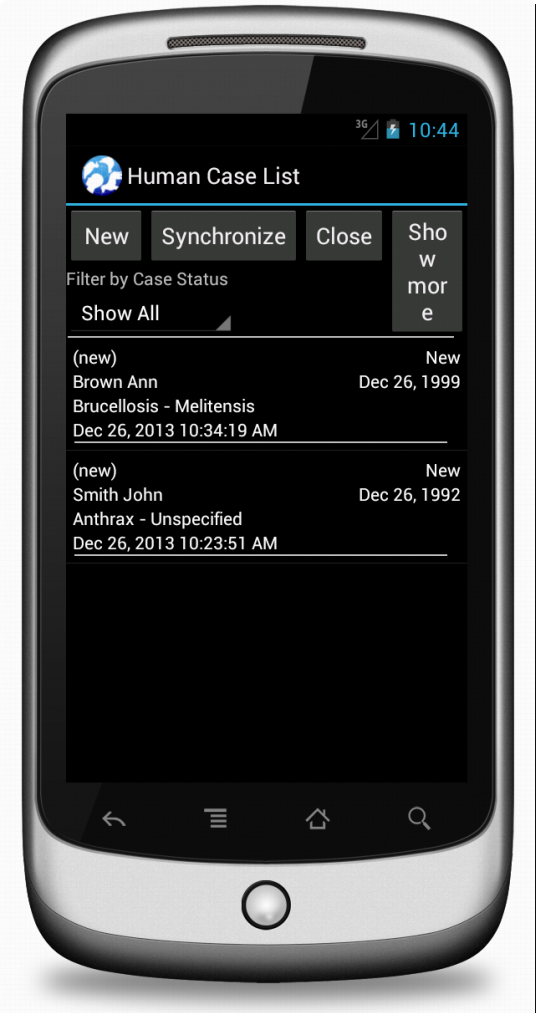 3G 10:44
Human Case List
New Synchronize Close Sho
w
mor
e
Filter by Case Status
Show All
(new) New
Brown Ann Dec 26, 1999
Brucellosis - Melitensis
Dec 26, 2013 10:34:19 AM
(new) New
Smith John Dec 26, 1992
Anthrax - Unspecified
Dec 26, 2013 10:23:51 AM